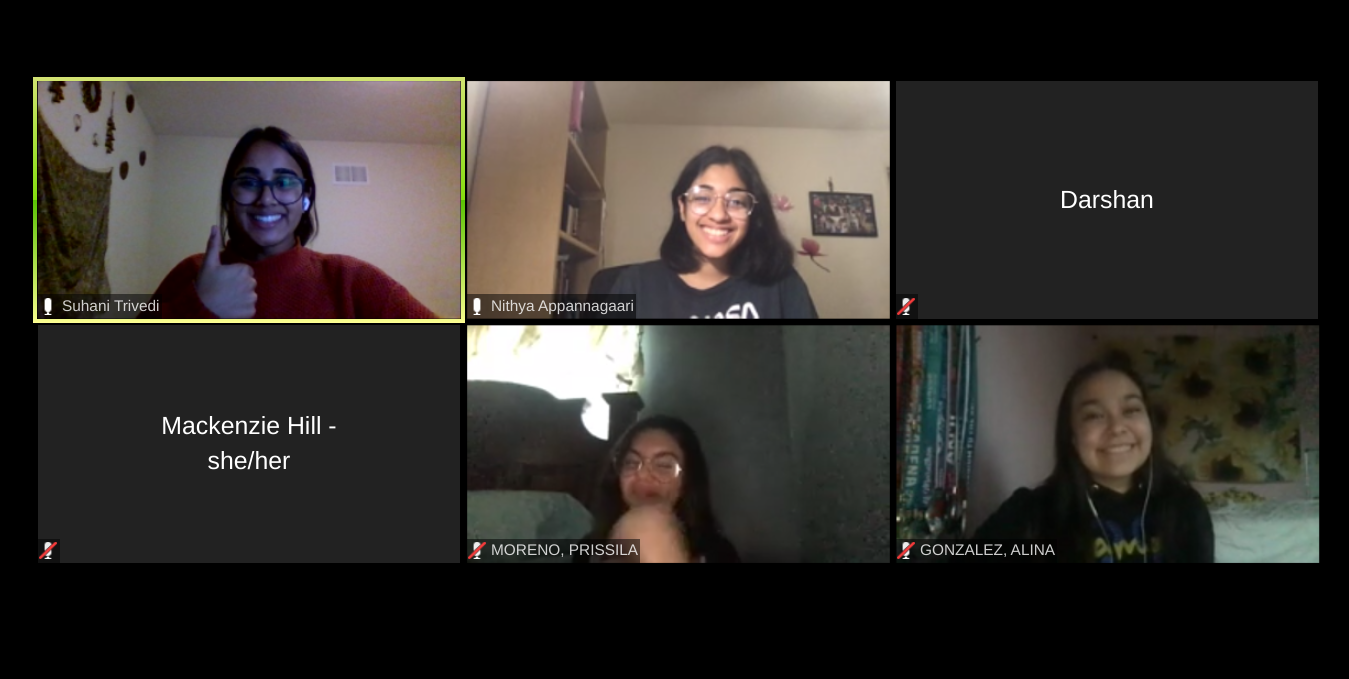 Suhani Trivedi
Nithya Appannagaari
Darshan
Mackenzie Hill -
she/her
MORENO, PRISSILA
GONZALEZ, ALINA